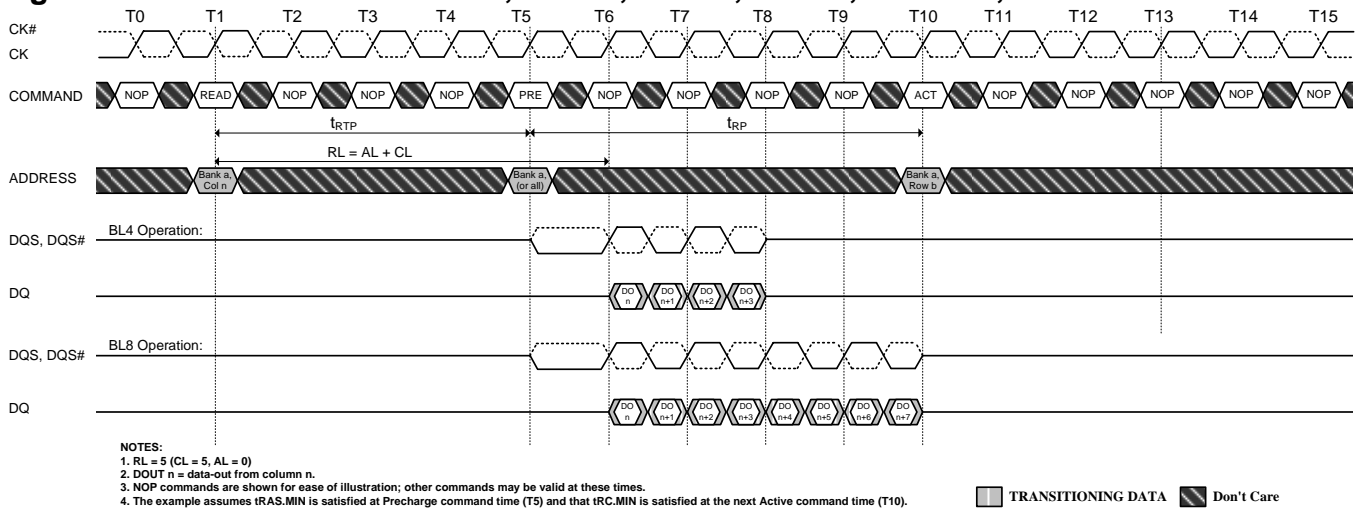 T0 T1 T2 T3 T4 T5 T6 T7 T8 T9 T10 T11 T12 T13 T14 T15
CK#
CK
COMMAND NOP READ NOP NOP NOP PRE NOP NOP NOP NOP ACT NOP NOP NOP NOP NOP
tRTP tRP
RL = AL + CL
ADDRESS
Bank a, Bank a, Bank a,
Col n (or all) Row b
BL4 Operation:
DQS, DQS#
DQ
DO DO DO DO
n n+1 n+2 n+3
BL8 Operation:
DQS, DQS#
DQ
DO DO DO DO DO DO DO DO
n n+1 n+2 n+3 n+4 n+5 n+6 n+7
NOTES:
1. RL = 5 (CL = 5, AL = 0)
2. DOUT n = data-out from column n.
3. NOP commands are shown for ease of illustration; other commands may be valid at these times.
4. The example assumes tRAS.MIN is satisfied at Precharge command time (T5) and that tRC.MIN is satisfied at the next Active command time (T10).
TRANSITIONING DATA Don't Care